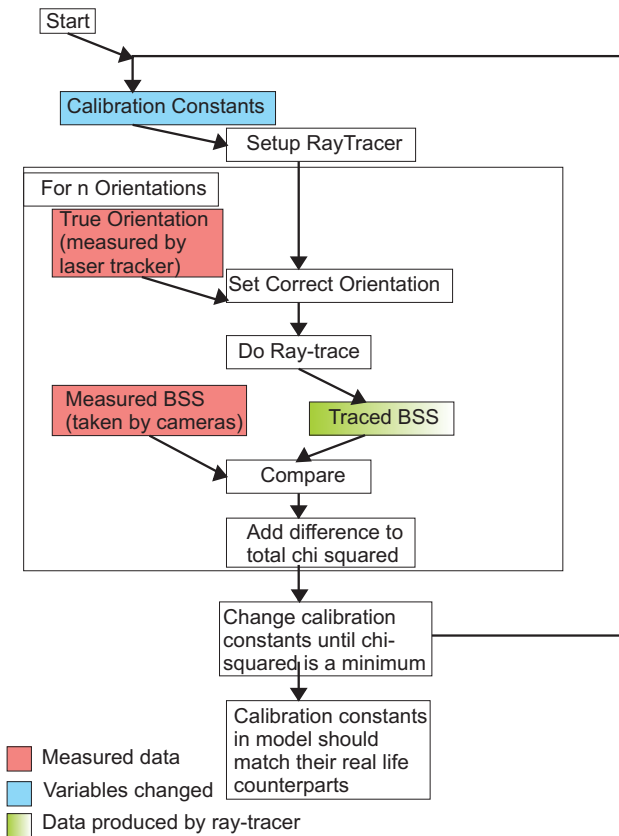 Start
Calibration Constants
Setup RayTracer
For n Orientations
True Orientation
(measured by
laser tracker)
Set Correct Orientation
Do Ray-trace
Measured BSS
(taken by cameras)
Traced BSS
Compare
Add difference to
total chi squared
Change calibration
constants until chi-
squared is a minimum
Calibration constants
in model should
match their real life
counterparts
Measured data
Variables changed
Data produced by ray-tracer